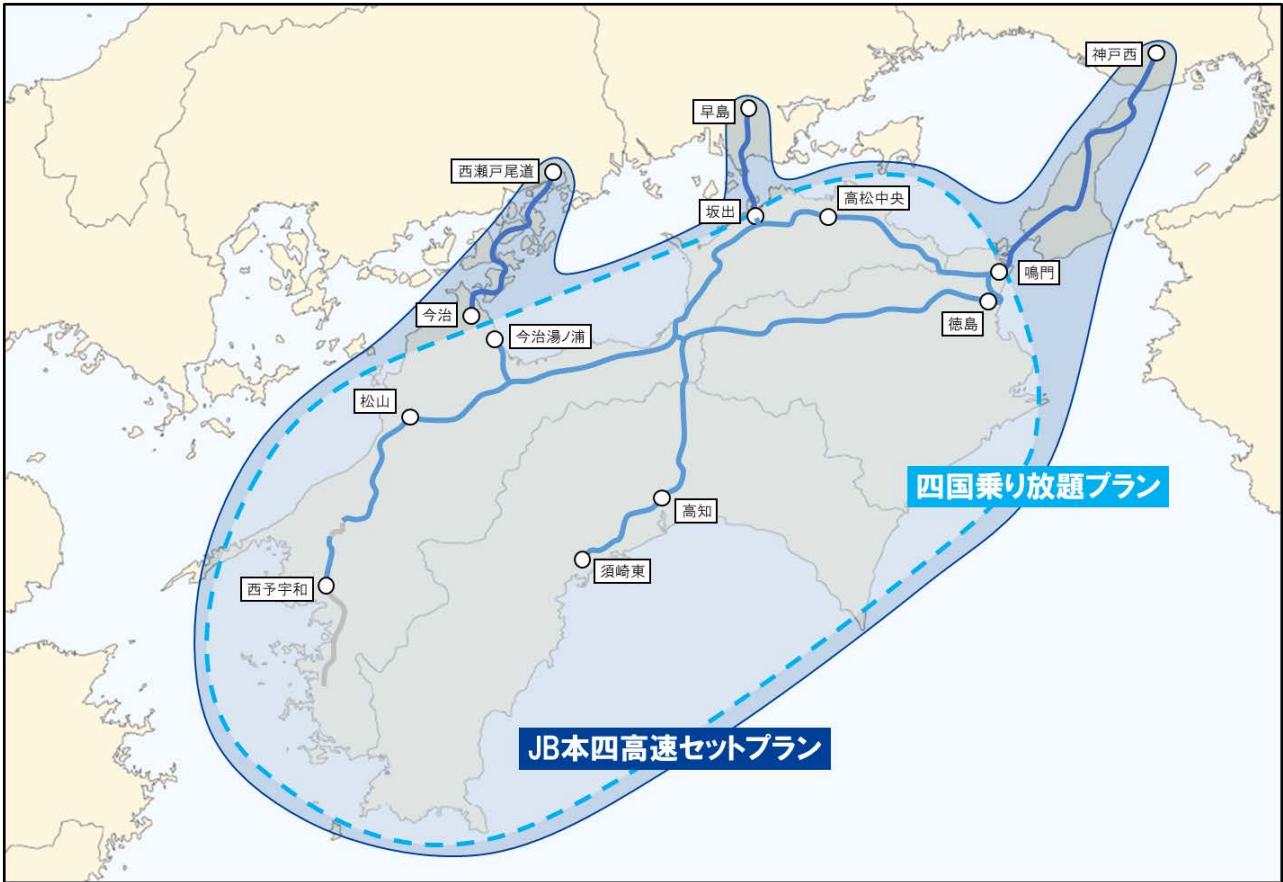 神戸西
早島
西瀬戸尾道
坂出
高松中央
鳴門
徳島
今治
今治湯ノ浦
松山
四国乗り放題プラン
高知
須崎東
西予宇和
JB本四高速セットプラン